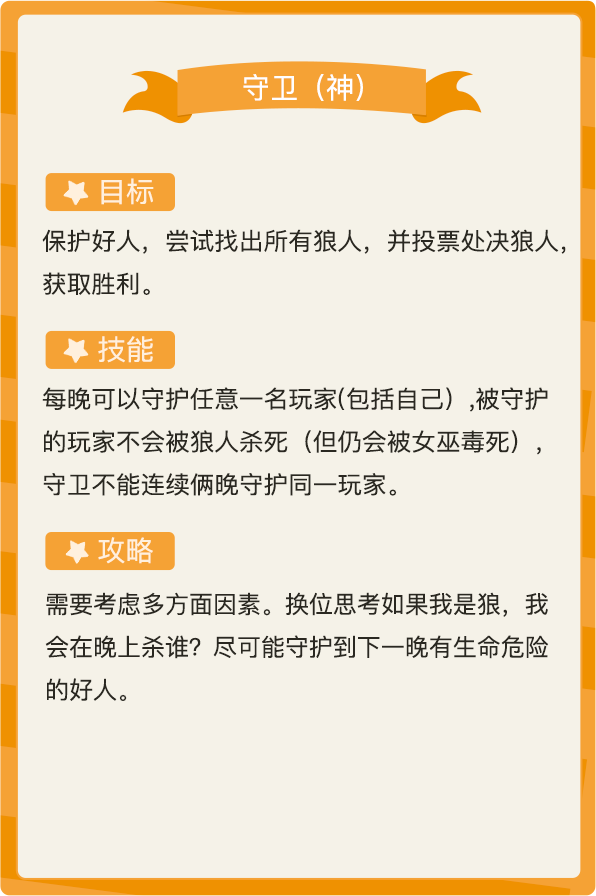 守卫（神）
目标
保护好人，尝试找出所有狼人，并投票处决狼人，
获取胜利。
技能
每晚可以守护任意一名玩家(包括自己）,被守护
的玩家不会被狼人杀死（但仍会被女巫毒死），
守卫不能连续俩晚守护同一玩家。
攻略
需要考虑多方面因素。换位思考如果我是狼，我
会在晚上杀谁？尽可能守护到下一晚有生命危险
的好人。